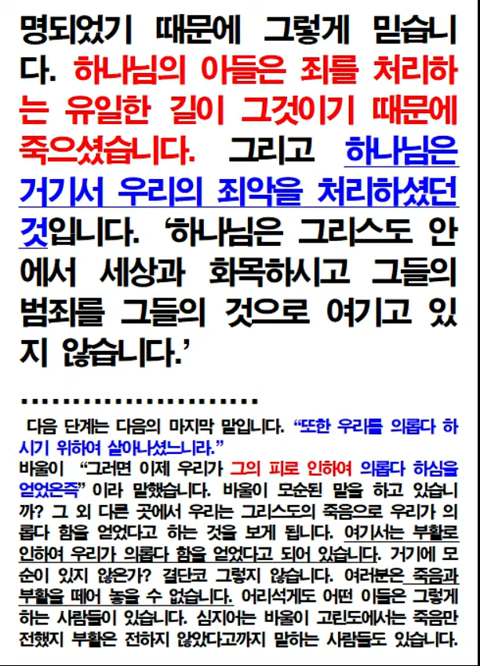 명되었기 때문에 그렇게 믿습니
다. 하나님의 아들은 죄를 처리하
는 유일한 길이 그것이기 때문에
죽으셨습니다. 그리고 하나님은
거기서 우리의 죄악을 처리하셨던
것입니다. ‘하나님은 그리스도 안
에서 세상과 화목하시고 그들의
범죄를 그들의 것으로 여기고 있
지 않습니다.’
.......................
다음 단계는 다음의 마지막 말입니다. “또한 우리를 의롭다 하
시기 위하여 살아나셨느니라.”
바울이 “그러면 이제 우리가 그의 피로 인하여 의롭다 하심을
얻었은즉” 이라 말했습니다. 바울이 모순된 말을 하고 있습니
까? 그 외 다른 곳에서 우리는 그리스도의 죽음으로 우리가 의
롭다 함을 얻었다고 하는 것을 보게 됩니다. 여기서는 부활로
인하여 우리가 의롭다 함을 얻었다고 되어 있습니다. 거기에 모
순이 있지 않은가? 결단코 그렇지 않습니다. 여러분은 죽음과
부활을 떼어 놓을 수 없습니다. 어리석게도 어떤 이들은 그렇게
하는 사람들이 있습니다. 심지어는 바울이 고린도에서는 죽음만
전했지 부활은 전하지 않았다고까지 말하는 사람들도 있습니다.